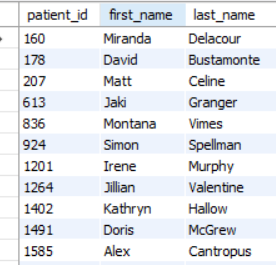 patient_id first_name last_name
160 Miranda Delacour
178 David Bustamonte
207 Matt Celine
613 Jaki Granger
836 Montana Vimes
924 Simon Spellman
1201 Irene Murphy
1264 Jillian Valentine
1402 Kathryn Hallow
1491 Doris McGrew
1585 Alex Cantropus